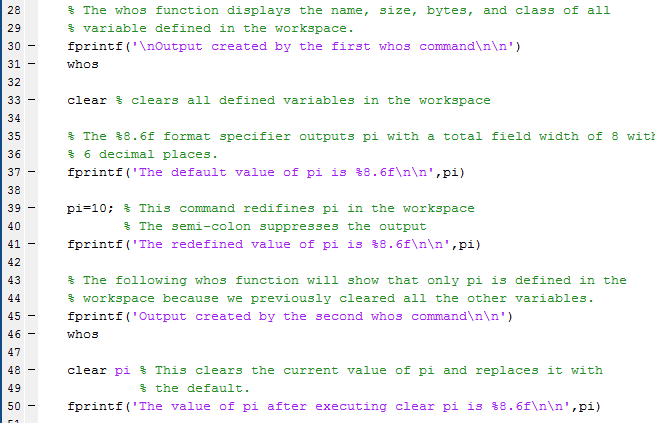 28 % The whos function displays the name, size, bytes, and class of all
29 % variable defined in the workspace.
30 – fprintf('\nOutput created by the first whos command\n\n')
31 – whos
32
33 – clear % clears all defined variables in the workspace
34
35 % The %8.6f format specifier outputs pi with a total field width of 8 with
36 % 6 decimal places.
37 – fprintf('The default value of pi is %8.6f\n\n',pi)
38
39 – pi=10; % This command redifines pi in the workspace
40 % The semi-colon suppresses the output
41 – fprintf('The redefined value of pi is %8.6f\n\n',pi)
42
43 % The following whos function will show that only pi is defined in the
44 % workspace because we previously cleared all the other variables.
45 – fprintf('Output created by the second whos command\n\n')
46 – whos
47
48 – clear pi % This clears the current value of pi and replaces it with
49 % the default.
50 – fprintf('The value of pi after executing clear pi is %8.6f\n\n',pi)